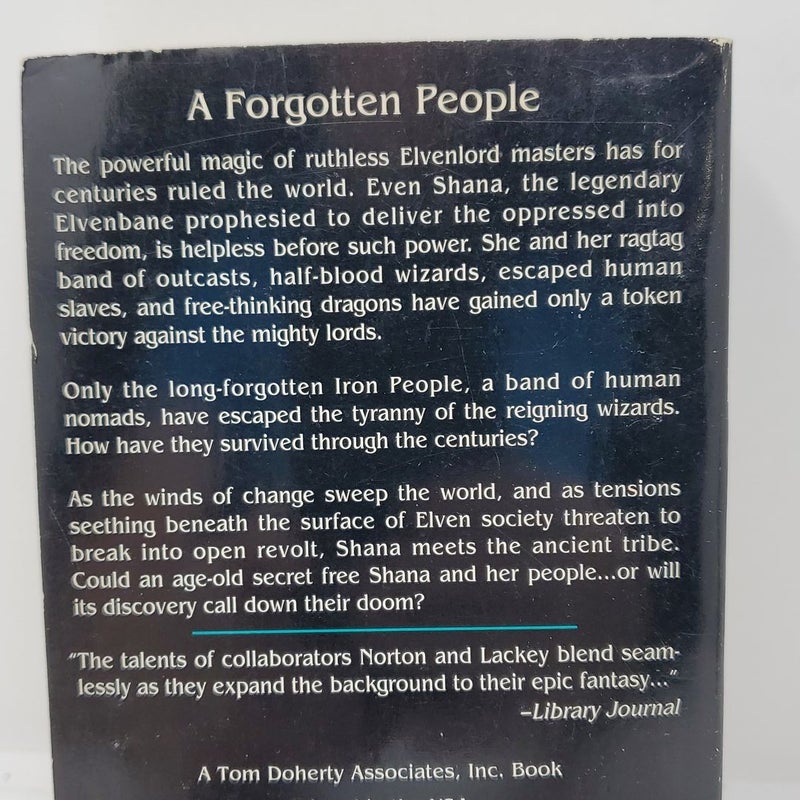 A Forgotten People
The powerful magic of ruthless Elvenlord masters has for
centuries ruled the world. Even Shana, the legendary
Elvenbane prophesied to deliver the oppressed into
freedom, is helpless before such power. She and her ragtag
band of outcasts, half-blood wizards, escaped human
slaves, and free-thinking dragons have gained only a token
victory against the mighty lords.
Only the long-forgotten Iron People, a band of human
nomads, have escaped the tyranny of the reigning wizards.
How have they survived through the centuries?
As the winds of change sweep the world, and as tensions
seething beneath the surface of Elven society threaten to
break into open revolt, Shana meets the ancient tribe.
Could an age-old secret free Shana and her people...or will
its discovery call down their doom?
"The talents of collaborators Norton and Lackey blend seam-
lessly as they expand the background to their epic fantasy..."
–Library Journal
A Tom Doherty Associates, Inc. Book